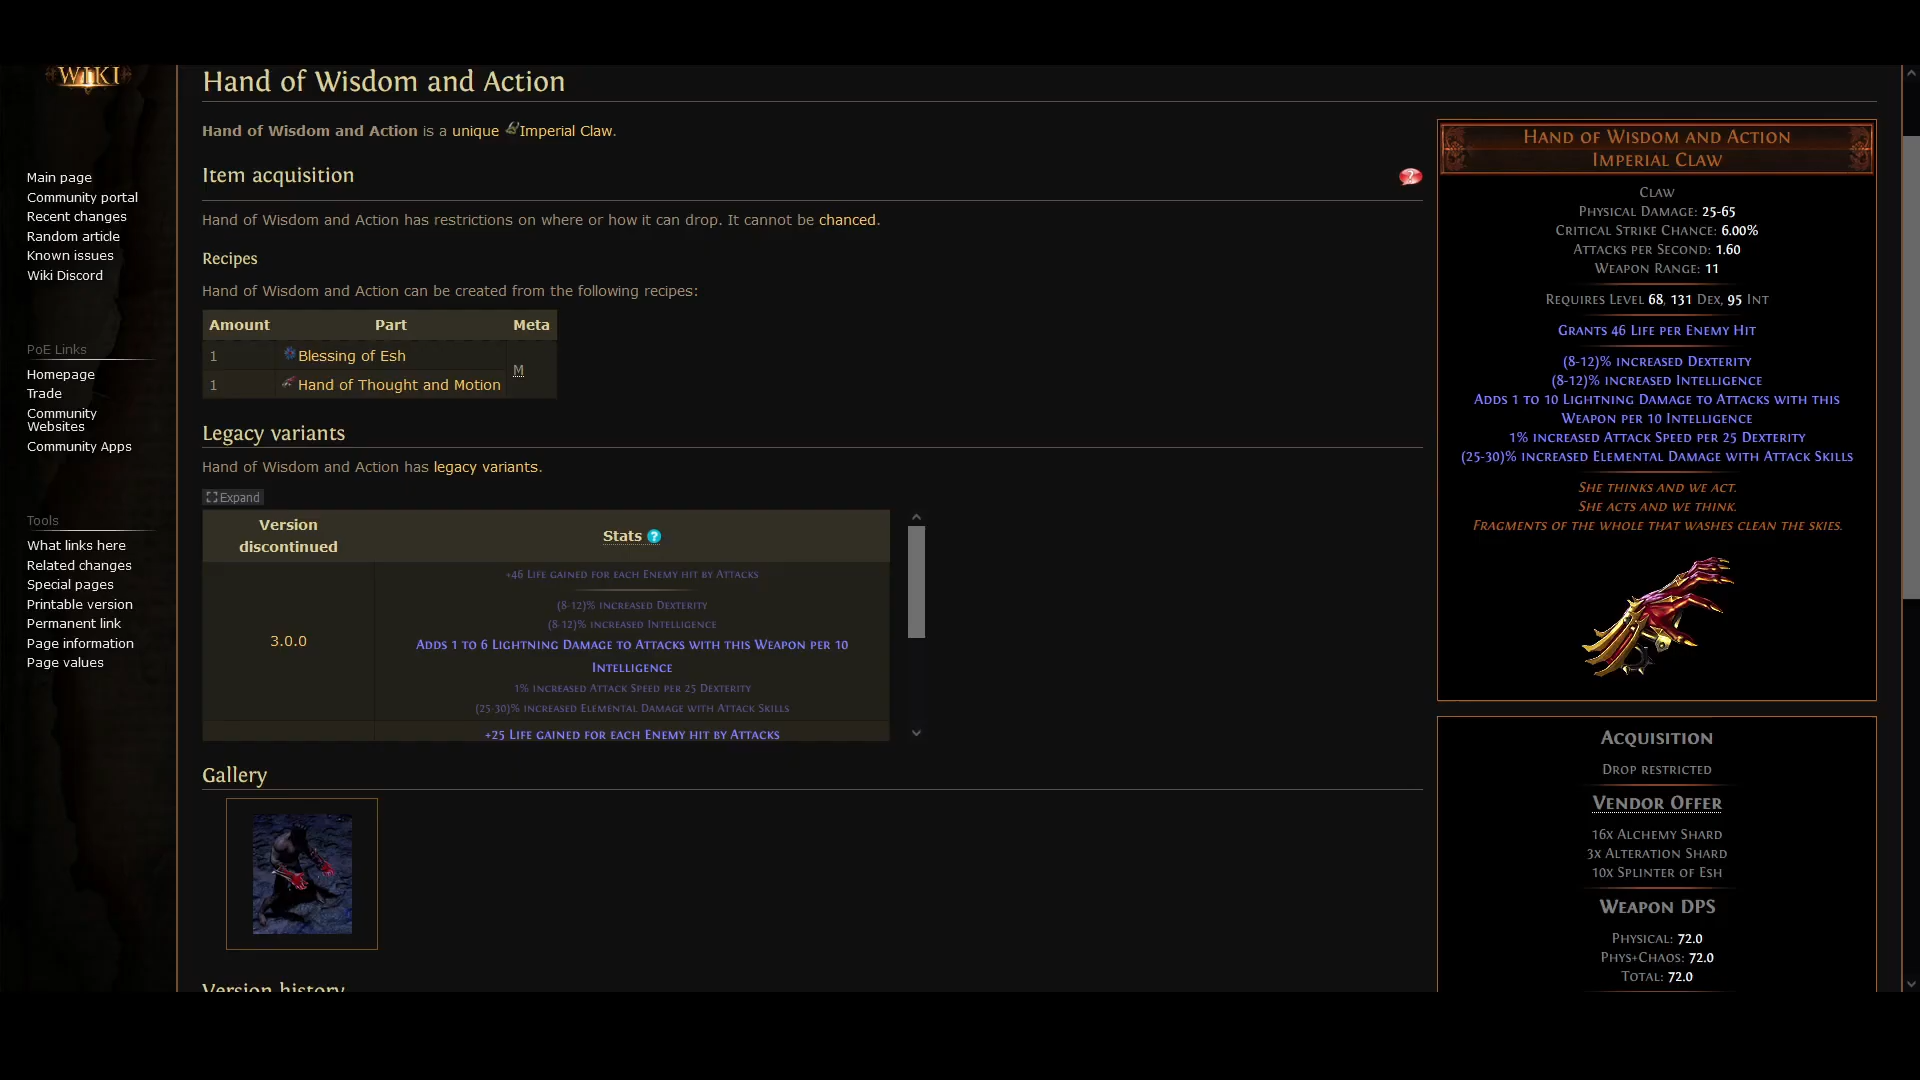 WIKI
Main page
Community portal
Recent changes
Random article
Known issues
Wiki Discord
PoE Links
Homepage
Trade
Community
Websites
Community Apps
Tools
What links here
Related changes
Special pages
Printable version
Permanent link
Page information
Page values
Hand of Wisdom and Action
Hand of Wisdom and Action is a unique Imperial Claw.
Item acquisition
?
Hand of Wisdom and Action has restrictions on where or how it can drop. It cannot be chanced.
Recipes
Hand of Wisdom and Action can be created from the following recipes:
Amount Part Meta
1 Blessing of Esh
M
1 Hand of Thought and Motion
Legacy variants
Hand of Wisdom and Action has legacy variants.
Expand
Version
discontinued
Stats ?
3.0.0
+46 Life gained for each Enemy hit by Attacks
(8-12)% increased Dexterity
(8-12)% increased Intelligence
Adds 1 to 6 Lightning Damage to Attacks with this Weapon per 10
Intelligence
1% increased Attack Speed per 25 Dexterity
(25-30)% increased Elemental Damage with Attack Skills
+25 Life gained for each Enemy hit by Attacks
Gallery
Version history
Hand of Wisdom and Action
Imperial Claw
Claw
Physical Damage: 25-65
Critical Strike Chance: 6.00%
Attacks per Second: 1.60
Weapon Range: 11
Requires Level 68, 131 Dex, 95 Int
Grants 46 Life per Enemy Hit
(8-12)% increased Dexterity
(8-12)% increased Intelligence
Adds 1 to 10 Lightning Damage to Attacks with this
Weapon per 10 Intelligence
1% increased Attack Speed per 25 Dexterity
(25-30)% increased Elemental Damage with Attack Skills
She thinks and we act.
She acts and we think.
Fragments of the whole that washes clean the skies.
Acquisition
Drop restricted
Vendor Offer
16x Alchemy Shard
3x Alteration Shard
10x Splinter of Esh
Weapon DPS
Physical: 72.0
Phys+Chaos: 72.0
Total: 72.0